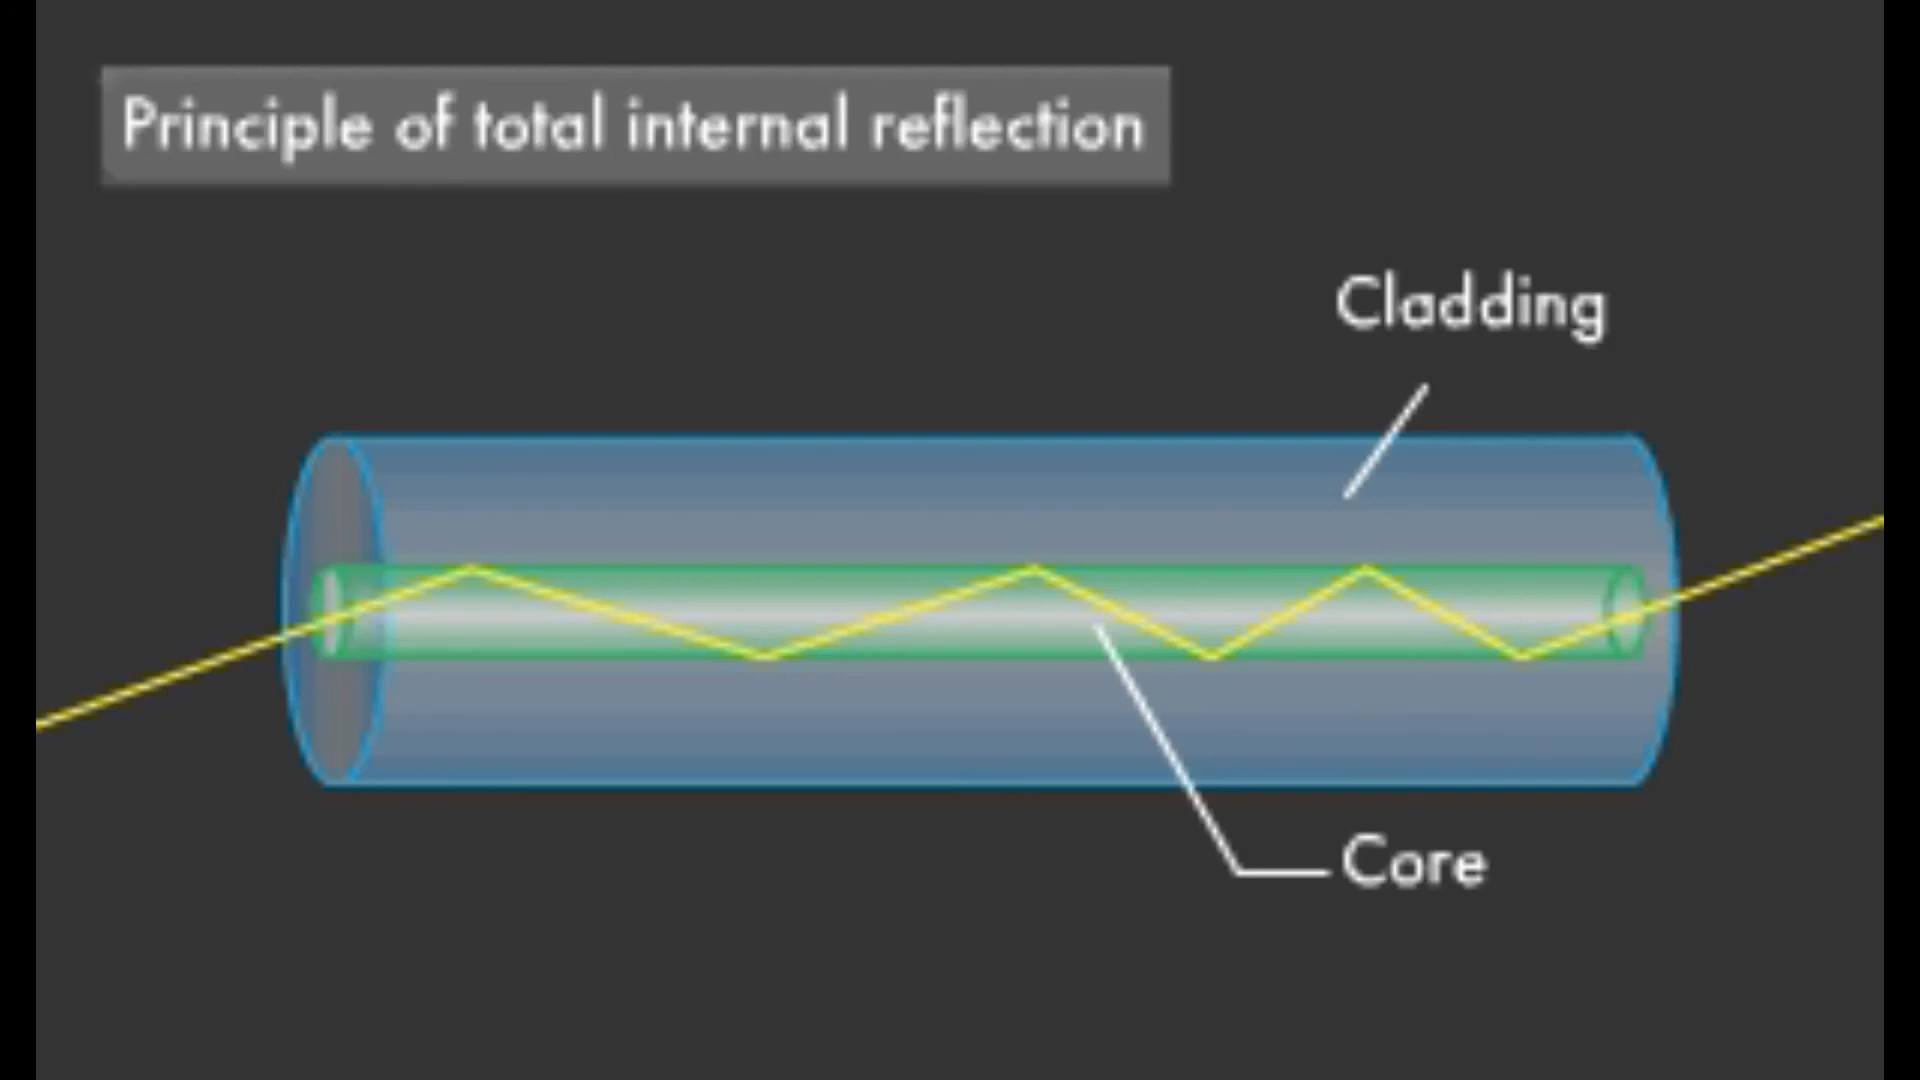 Principle of total internal reflection
Cladding
Core